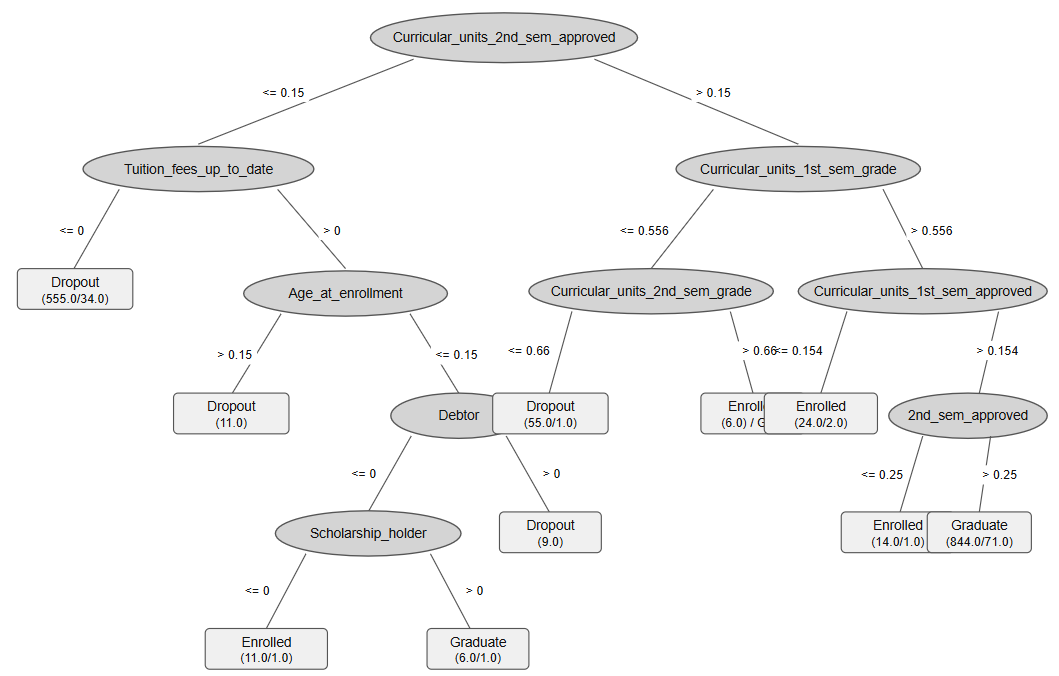 Curricular_units_2nd_sem_approved
<= 0.15
> 0.15
Tuition_fees_up_to_date
Curricular_units_1st_sem_grade
<= 0
> 0
<= 0.556
> 0.556
Dropout
(555.0/34.0)
Age_at_enrollment
Curricular_units_2nd_sem_grade
Curricular_units_1st_sem_approved
> 0.15
<= 0.15
<= 0.66
> 0.66
<= 0.154
> 0.154
Dropout
(11.0)
Debtor
Dropout
(55.0/1.0)
(6.0) /
Enrolled
(24.0/2.0)
2nd_sem_approved
<= 0
> 0
<= 0.25
> 0.25
Scholarship_holder
Dropout
(9.0)
Enrolled
(14.0/1.0)
Graduate
(844.0/71.0)
<= 0
> 0
Enrolled
(11.0/1.0)
Graduate
(6.0/1.0)